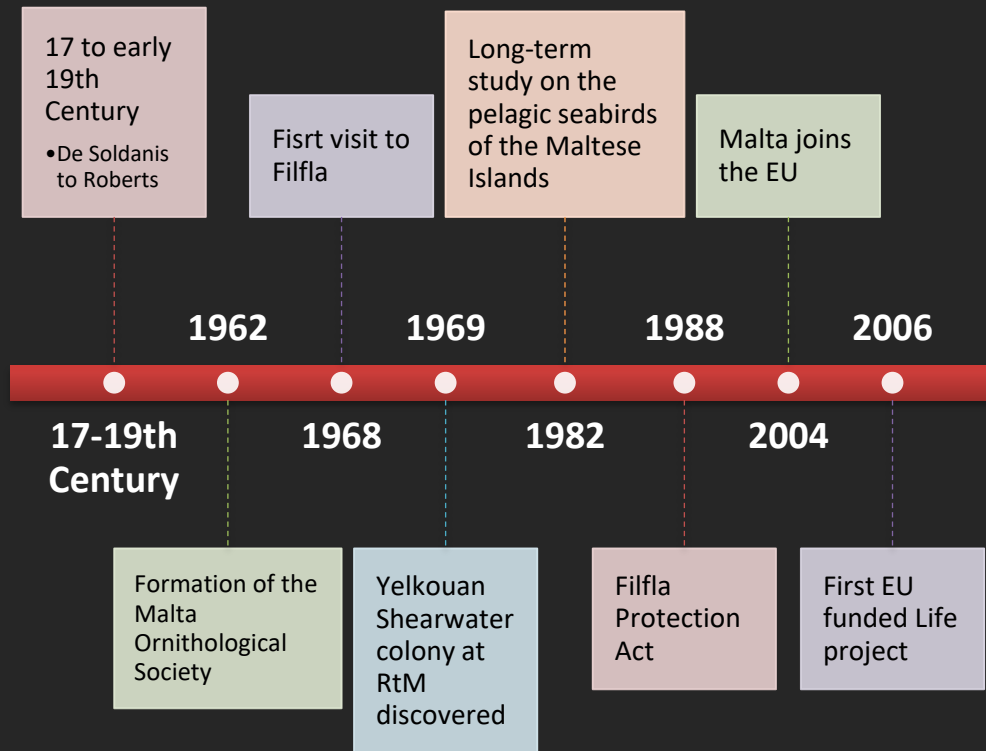 17 to early
19th
Century
•De Soldanis
to Roberts
Fisrt visit to
Filfla
Long-term
study on the
pelagic seabirds
of the Maltese
Islands
Malta joins
the EU
1962
1969
1988
2006
17-19th
Century
1968
1982
2004
Formation of the
Malta
Ornithological
Society
Yelkouan
Shearwater
colony at
RtM
discovered
Filfla
Protection
Act
First EU
funded Life
project